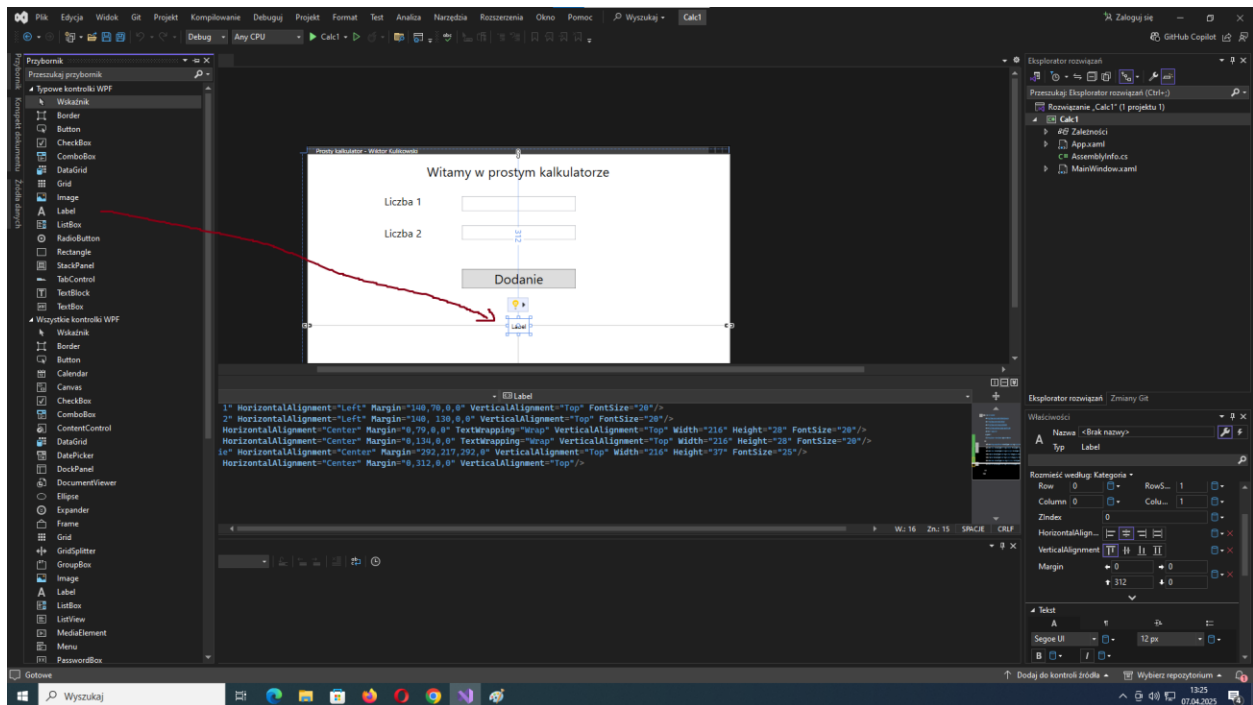 Plik Edycja Widok Git Projekt Kompilowanie Debuguj Projekt Format Test Analiza Narzędzia Rozszerzenia Okno Pomoc Wyszukaj Calc1 Zaloguj się
Debug Any CPU Calc1 GitHub Copilot
Przybornik
Konspekt dokumentu
Źródła danych
Przybornik
Przeszukaj przybornik
Typowe kontrolki WPF
Wskaźnik
Border
Button
CheckBox
ComboBox
DataGrid
Grid
Image
Label
ListBox
RadioButton
Rectangle
StackPanel
TabControl
TextBlock
TextBox
Wszystkie kontrolki WPF
Wskaźnik
Border
Button
Calendar
Canvas
CheckBox
ComboBox
ContentControl
DataGrid
DatePicker
DockPanel
DocumentViewer
Ellipse
Expander
Frame
Grid
GridSplitter
GroupBox
Image
Label
ListBox
ListView
MediaElement
Menu
PasswordBox
Prosty kalkulator - Wiktor Kulikowski
Witamy w prostym kalkulatorze
Liczba 1
Liczba 2
312
Dodanie
Label
Label
1" HorizontalAlignment="Left" Margin="140,70,0,0" VerticalAlignment="Top" FontSize="20"/>
2" HorizontalAlignment="Left" Margin="140, 130,0,0" VerticalAlignment="Top" FontSize="20"/>
HorizontalAlignment="Center" Margin="0,79,0,0" TextWrapping="Wrap" VerticalAlignment="Top" Width="216" Height="28" FontSize="20"/>
HorizontalAlignment="Center" Margin="0,134,0,0" TextWrapping="Wrap" VerticalAlignment="Top" Width="216" Height="28" FontSize="20"/>
ie" HorizontalAlignment="Center" Margin="292,217,292,0" VerticalAlignment="Top" Width="216" Height="37" FontSize="25"/>
HorizontalAlignment="Center" Margin="0,312,0,0" VerticalAlignment="Top"/>
W.: 16 Zn.: 15 SPACJE CRLF
Eksplorator rozwiązań
Przeszukaj: Eksplorator rozwiązań (Ctrl+;)
Rozwiązanie „Calc1" (1 projektu 1)
Calc1
Zależności
App.xaml
C# AssemblyInfo.cs
MainWindow.xaml
Eksplorator rozwiązań Zmiany Git
Właściwości
Nazwa <Brak nazwy>
Typ Label
Rozmieść według: Kategoria
Row 0 RowS... 1
Column 0 Colu... 1
ZIndex 0
HorizontalAlign...
VerticalAlignment
Margin 0 0
312 0
Tekst
Segoe UI 12 px
B I
Gotowe Dodaj do kontroli źródła Wybierz repozytorium
Wyszukaj 13:25
07.04.2025